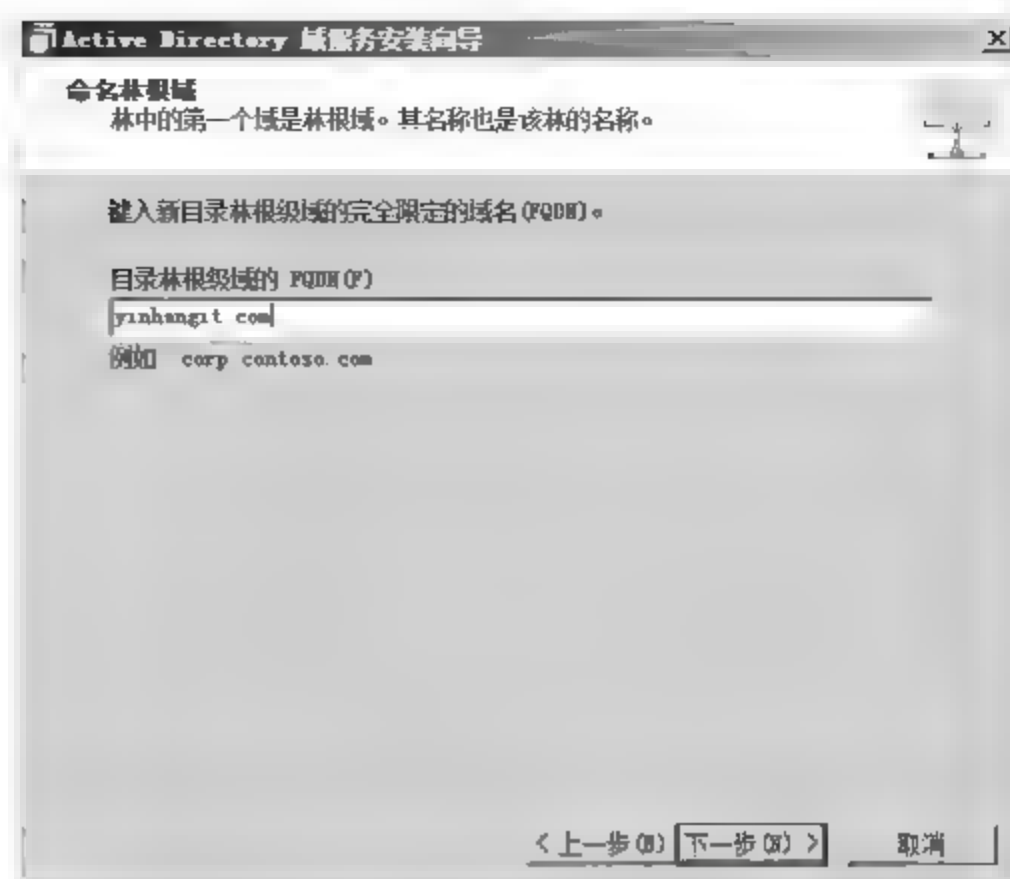 Active Directory 域服务安装向导
命名林根域
林中的第一个域是林根域。其名称也是该林的名称。
键入新目录林根级域的完全限定的域名(FQDN)。
目录林根级域的 FQDN(F)
yinhangit com
例如 corp contoso.com
< 上一步(B)
下一步(N) >
取消